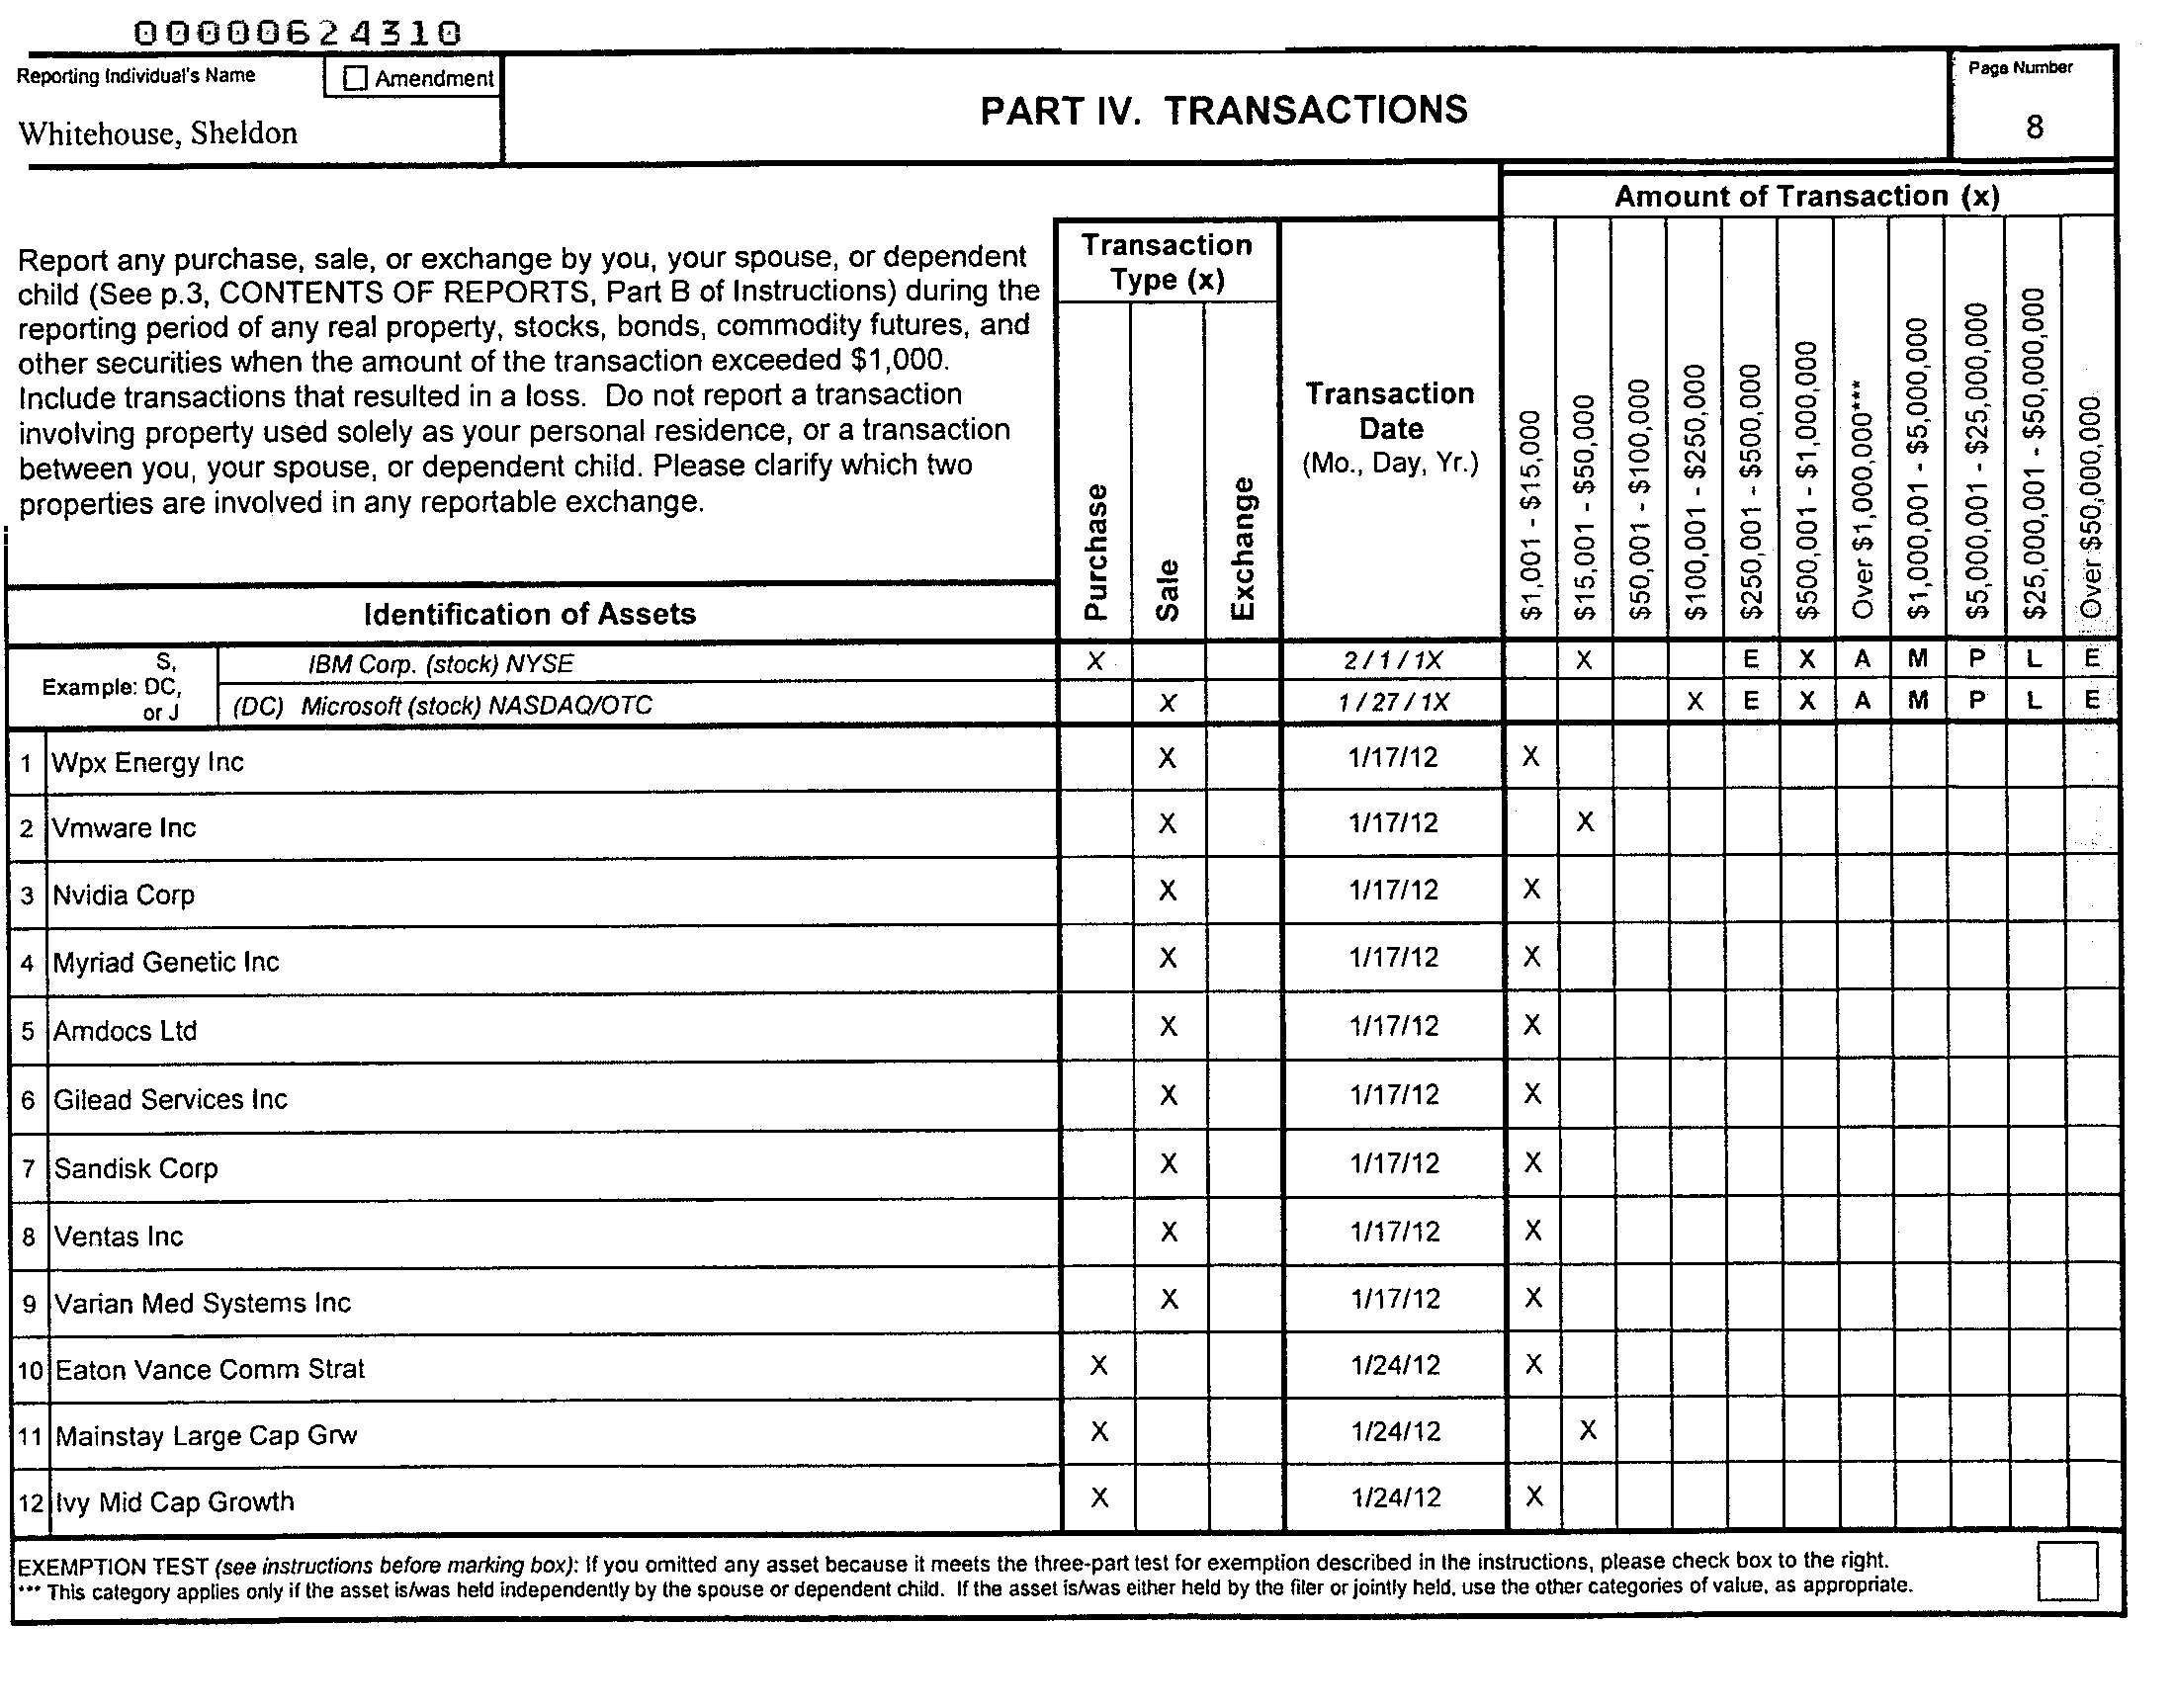 00000624310
Reporting Individual's Name
Amendment
Whitehouse, Sheldon
PART IV. TRANSACTIONS
Page Number
8
Report any purchase, sale, or exchange by you, your spouse, or dependent
child (See p.3, CONTENTS OF REPORTS, Part B of Instructions) during the
reporting period of any real property, stocks, bonds, commodity futures, and
other securities when the amount of the transaction exceeded $1,000.
Include transactions that resulted in a loss. Do not report a transaction
involving property used solely as your personal residence, or a transaction
between you, your spouse, or dependent child. Please clarify which two
properties are involved in any reportable exchange.
Identification of Assets
Transaction
Type (x)
Purchase
Sale
Exchange
Transaction
Date
(Mo., Day, Yr.)
Amount of Transaction (x)
$1,001 - $15,000
$15,001 - $50,000
$50,001 - $100,000
$100,001 - $250,000
$250,001 - $500,000
$500,001 - $1,000,000
Over $1,000,000***
$1,000,001 - $5,000,000
$5,000,001 - $25,000,000
$25,000,001 - $50,000,000
Over $50,000,000
Example: S,
DC,
or J
IBM Corp. (stock) NYSE X 2/1/1X X E X A M P L E
(DC) Microsoft (stock) NASDAQ/OTC X 1/27/1X X E X A M P L E
1 Wpx Energy Inc X 1/17/12 X
2 Vmware Inc X 1/17/12 X
3 Nvidia Corp X 1/17/12 X
4 Myriad Genetic Inc X 1/17/12 X
5 Amdocs Ltd X 1/17/12 X
6 Gilead Services Inc X 1/17/12 X
7 Sandisk Corp X 1/17/12 X
8 Ventas Inc X 1/17/12 X
9 Varian Med Systems Inc X 1/17/12 X
10 Eaton Vance Comm Strat X 1/24/12 X
11 Mainstay Large Cap Grw X 1/24/12 X
12 Ivy Mid Cap Growth X 1/24/12 X
EXEMPTION TEST (see instructions before marking box): If you omitted any asset because it meets the three-part test for exemption described in the instructions, please check box to the right.
*** This category applies only if the asset is/was held independently by the spouse or dependent child. If the asset is/was either held by the filer or jointly held, use the other categories of value, as appropriate.